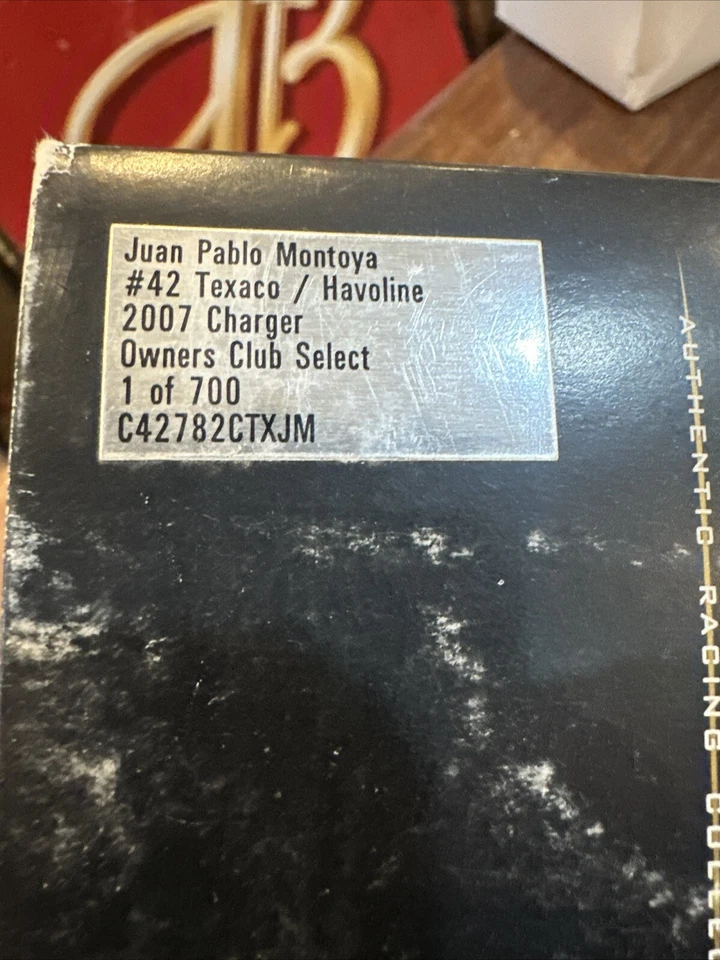 Juan Pablo Montoya
#42 Texaco / Havoline
2007 Charger
Owners Club Select
1 of 700
C42782CTXJM
AUTHENTIC RACING